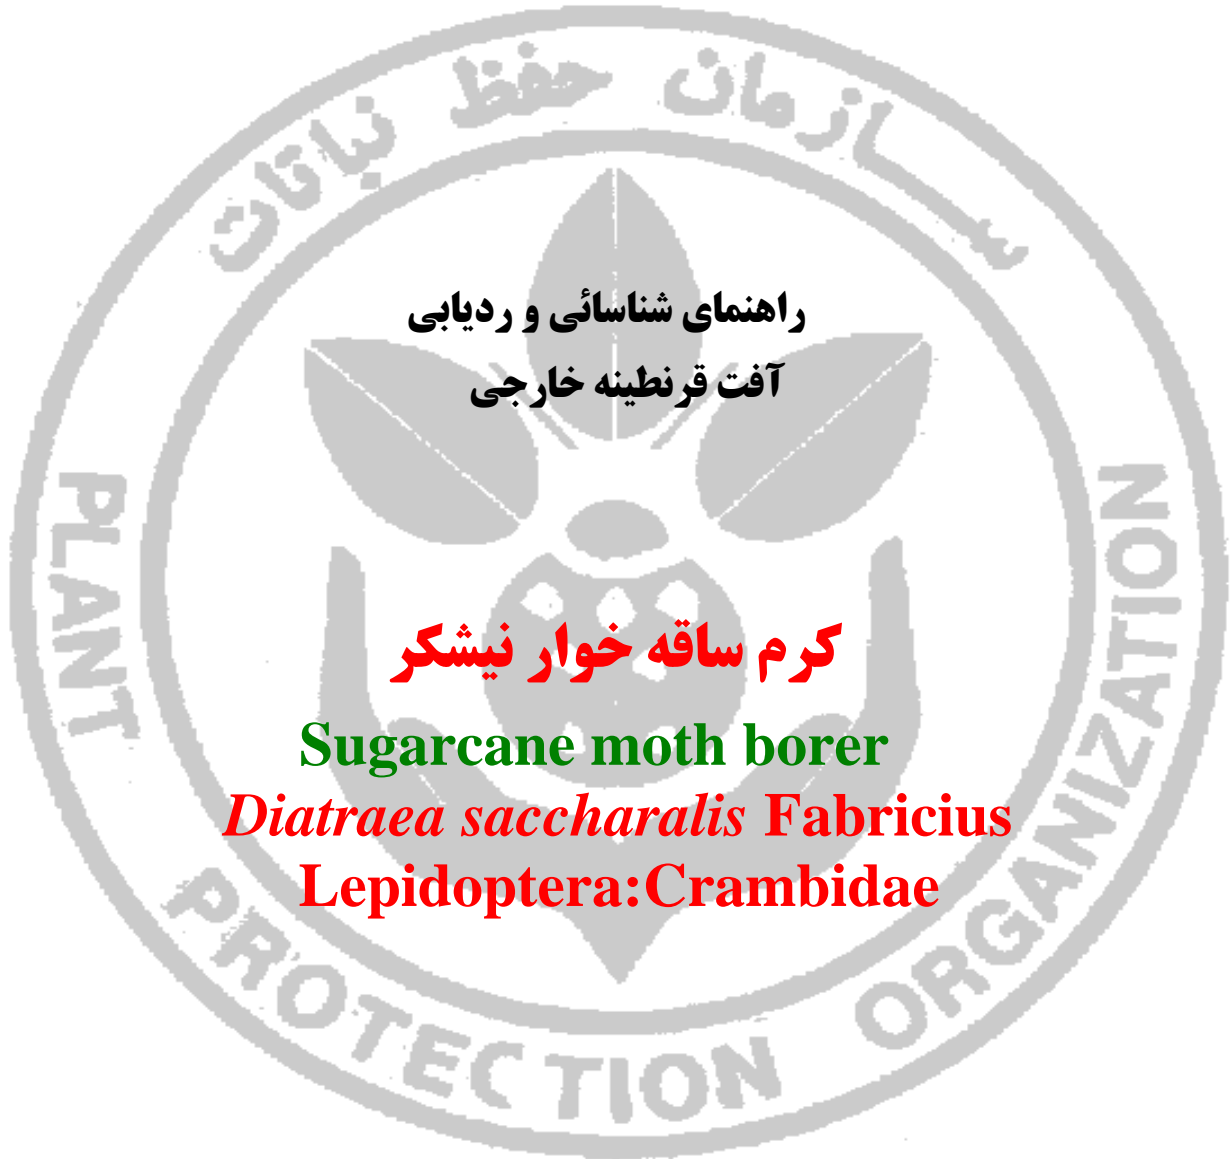 سازمان حفظ نباتات
راهنمای شناسائی و ردیابی
آفت قرنطینه خارجی
کرم ساقه خوار نیشکر
Sugarcane moth borer
Diatraea saccharalis Fabricius
Lepidoptera:Crambidae
PLANT PROTECTION ORGANIZATION